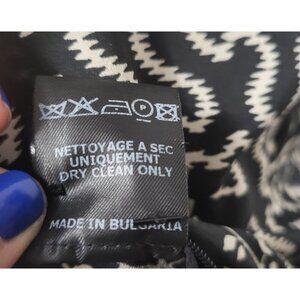 NETTOYAGE A SEC
UNIQUEMENT
DRY CLEAN ONLY
MADE IN BULGARIA